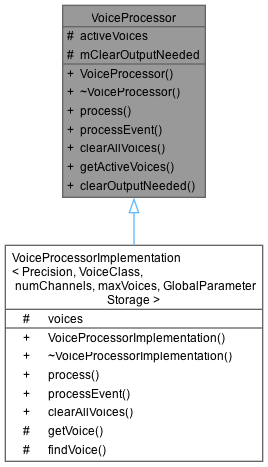 VoiceProcessor
# activeVoices
# mClearOutputNeeded
+ VoiceProcessor()
+ ~VoiceProcessor()
+ process()
+ processEvent()
+ clearAllVoices()
+ getActiveVoices()
+ clearOutputNeeded()
VoiceProcessorImplementation
< Precision, VoiceClass,
numChannels, maxVoices, GlobalParameter
Storage >
# voices
+ VoiceProcessorImplementation()
+ ~VoiceProcessorImplementation()
+ process()
+ processEvent()
+ clearAllVoices()
# getVoice()
# findVoice()